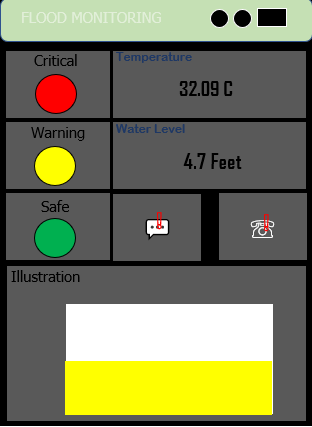 FLOOD MONITORING
Critical
Temperature
32.09 C
Warning
Water Level
4.7 Feet
Safe
Illustration